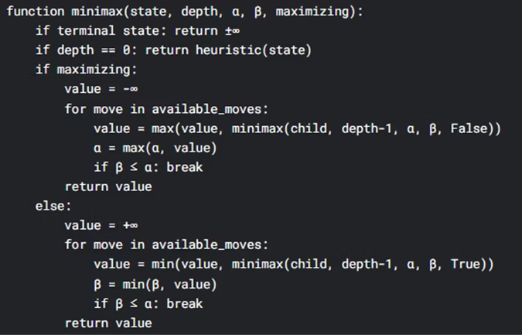 function minimax(state, depth, α, β, maximizing):
    if terminal state: return ±∞
    if depth == 0: return heuristic(state)
    if maximizing:
        value = -∞
        for move in available_moves:
            value = max(value, minimax(child, depth-1, α, β, False))
            α = max(α, value)
            if β ≤ α: break
        return value
    else:
        value = +∞
        for move in available_moves:
            value = min(value, minimax(child, depth-1, α, β, True))
            β = min(β, value)
            if β ≤ α: break
        return value